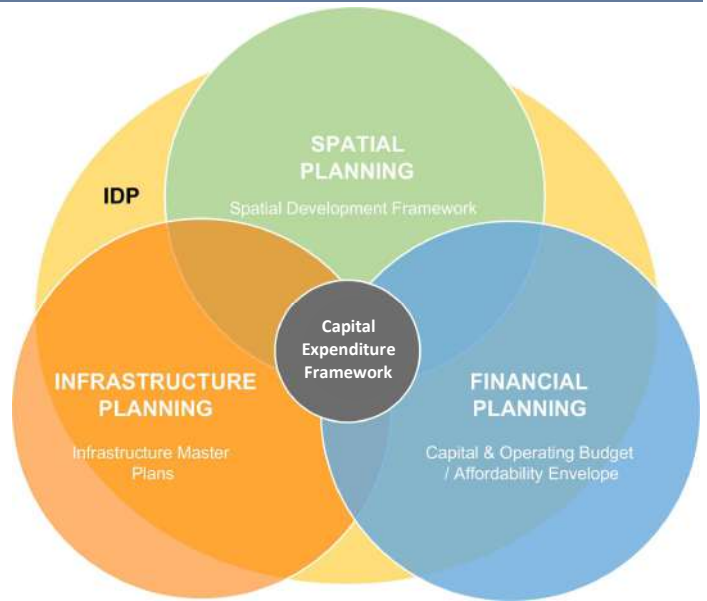 SPATIAL
PLANNING
IDP
Spatial Development Framework
Capital
Expenditure
Framework
INFRASTRUCTURE
PLANNING
Infrastructure Master
Plans
FINANCIAL
PLANNING
Capital & Operating Budget
/ Affordability Envelope